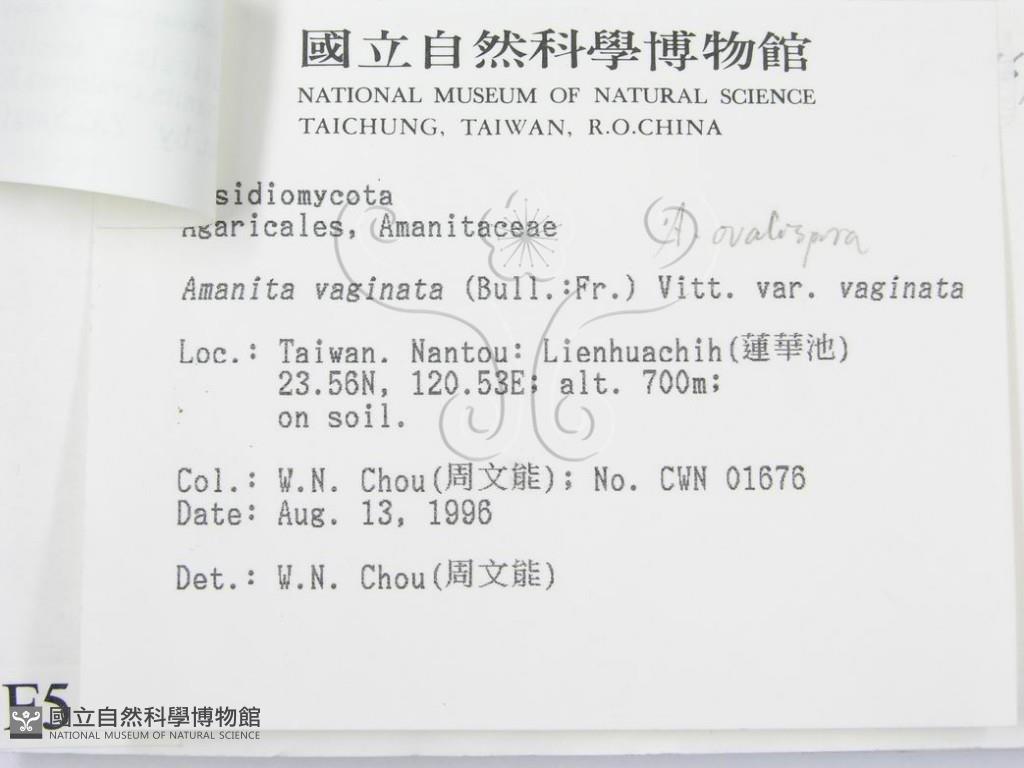 國立自然科學博物館
NATIONAL MUSEUM OF NATURAL SCIENCE
TAICHUNG, TAIWAN, R.O.CHINA
sidiomycota
Agaricales, Amanitaceae
A. ovalispora
Amanita vaginata (Bull.:Fr.) Vitt. var. vaginata
Loc.: Taiwan. Nantou: Lienhuachih(蓮華池)
23.56N, 120.53E; alt. 700m;
on soil.
Col.: W.N. Chou(周文能); No. CWN 01676
Date: Aug. 13, 1996
Det.: W.N. Chou(周文能)
F5
國立自然科學博物館
NATIONAL MUSEUM OF NATURAL SCIENCE